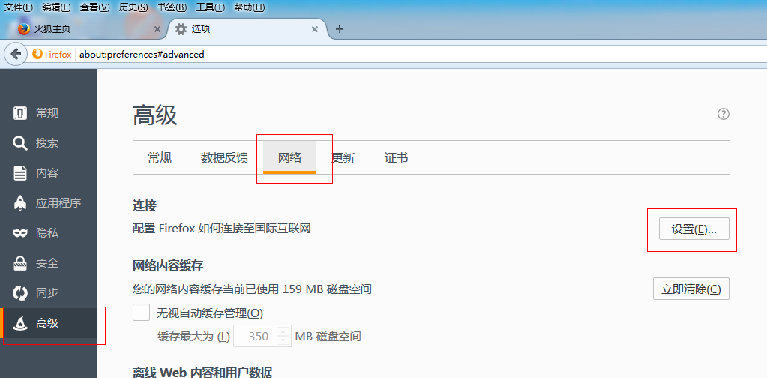 文件(F) 编辑(E) 查看(V) 历史(S) 书签(B) 工具(T) 帮助(H)
火狐主页 × 选项 × +
Firefox about:preferences#advanced
常规
搜索
内容
应用程序
隐私
安全
同步
高级
高级
常规 数据反馈 网络 更新 证书
连接
配置 Firefox 如何连接至国际互联网 设置(E)...
网络内容缓存
您的网络内容缓存当前已使用 159 MB 磁盘空间 立即清除(C)
无视自动缓存管理(O)
缓存最大为 (L) 350 MB 磁盘空间
离线 Web 内容和用户数据